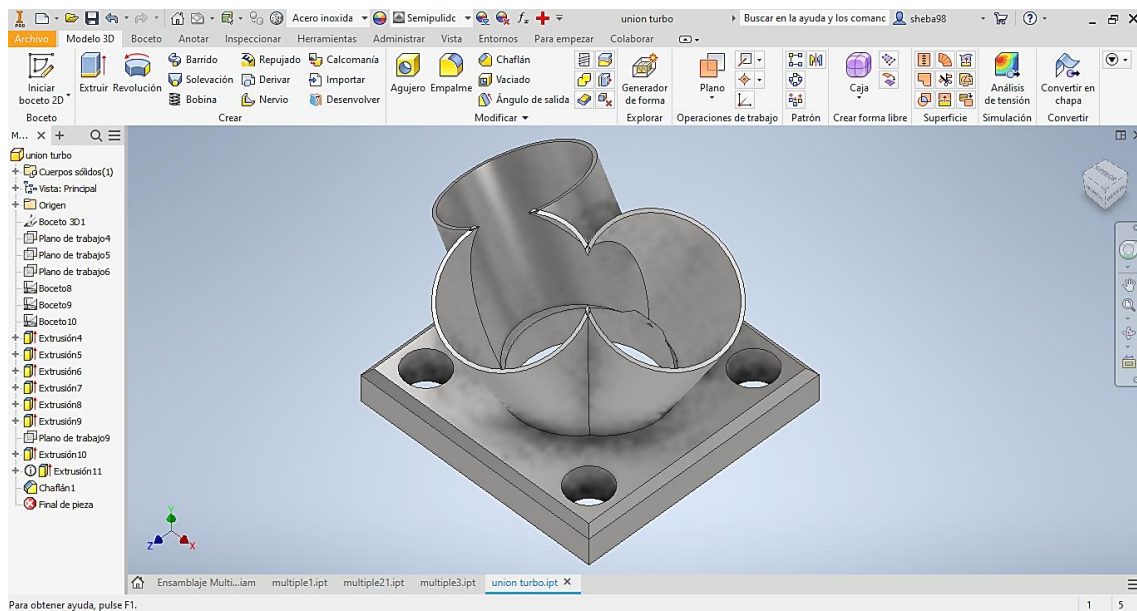 I PRO Acero inoxida Semipulidc fx union turbo Buscar en la ayuda y los comanc sheba98
Archivo Modelo 3D Boceto Anotar Inspeccionar Herramientas Administrar Vista Entornos Para empezar Colaborar
Iniciar boceto 2D Extruir Revolución Barrido Repujado Calcomanía Agujero Empalme Chaflán Generador de forma Plano Caja Análisis de tensión Convertir en chapa
Solevación Derivar Importar Vaciado
Bobina Nervio Desenvolver Ángulo de salida
Boceto Crear Modificar Explorar Operaciones de trabajo Patrón Crear forma libre Superficie Simulación Convertir
M... X +
union turbo
Cuerpos sólidos(1)
Vista: Principal
Origen
Boceto 3D1
Plano de trabajo4
Plano de trabajo5
Plano de trabajo6
Boceto8
Boceto9
Boceto10
Extrusión4
Extrusión5
Extrusión6
Extrusión7
Extrusión8
Extrusión9
Plano de trabajo9
Extrusión10
Extrusión11
Chaflán1
Final de pieza
Y
Z X
Ensamblaje Multi...iam multiple1.ipt multiple21.ipt multiple3.ipt union turbo.ipt X
Para obtener ayuda, pulse F1. 1 5